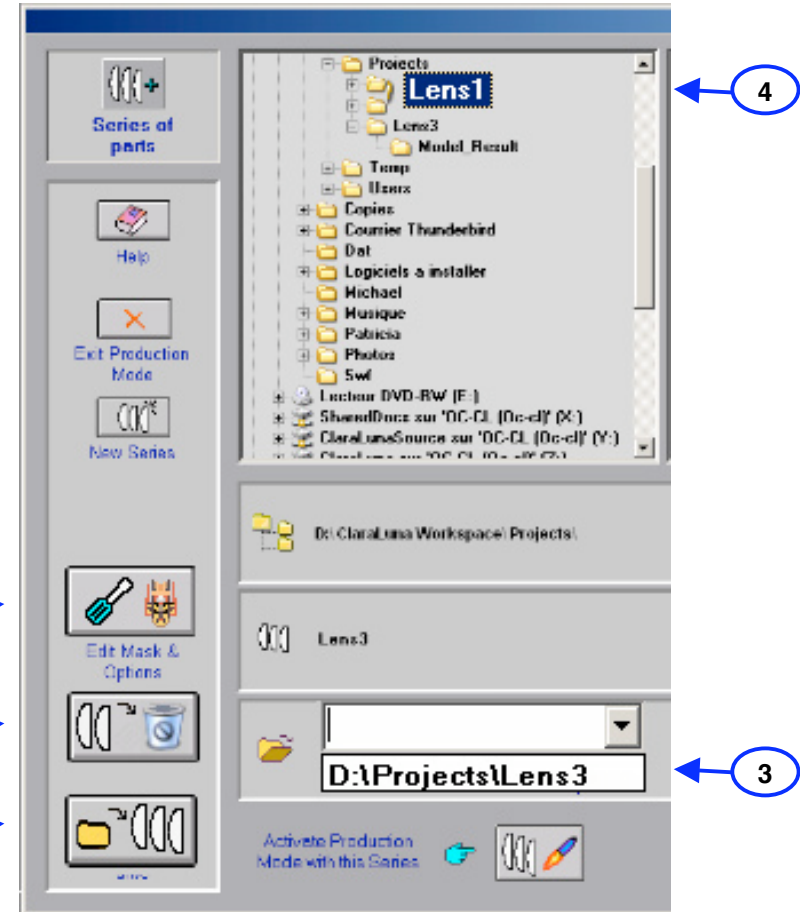 Series of
parts
Help
Exit Production
Mode
New Series
Edit Mask &
Options
Projects
Lens1
Lens3
Model_Result
Temp
Users
Copies
Courrier Thunderbird
Dat
Logiciels a installer
Michael
Musique
Patricia
Photos
Swf
Lecteur DVD-RW (E:)
SharedDocs sur 'OC-CL (Oc-cl)' (X:)
ClaraLunaSource sur 'OC-CL (Oc-cl)' (Y:)
D:\ClaraLuna Workspace\Projects\
Lens3
D:\Projects\Lens3
Activate Production
Mode with this Series
4
3